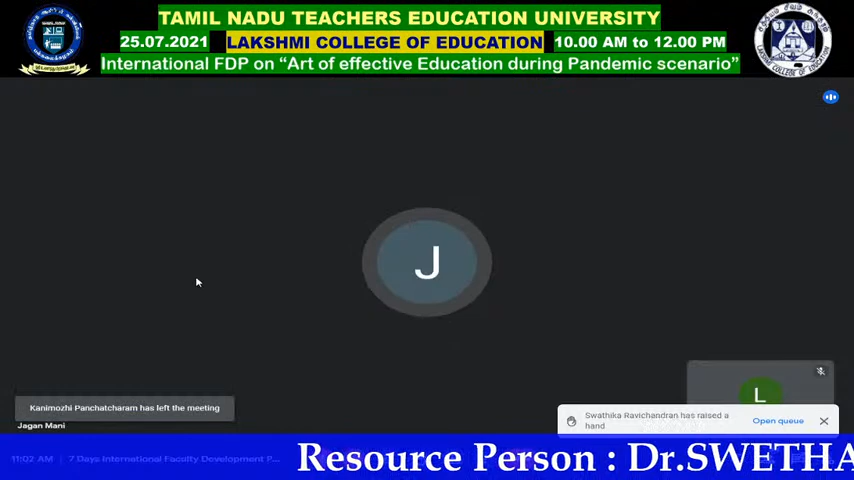 TAMIL NADU TEACHERS EDUCATION UNIVERSITY
25.07.2021 LAKSHMI COLLEGE OF EDUCATION 10.00 AM to 12.00 PM
International FDP on “Art of effective Education during Pandemic scenario”
J
L
Kanimozhi Panchatcharam has left the meeting
Swathika Ravichandran has raised a
hand
Open queue
Jagan Mani
11:02 AM | 7 Days International Faculty Development P...
Resource Person : Dr.SWETHA